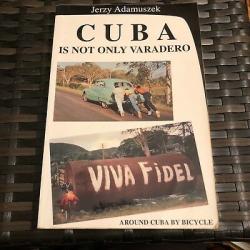 Jerzy Adamuszek
CUBA
IS NOT ONLY VARADERO
VIVA FIDEL
AROUND CUBA BY BICYCLE